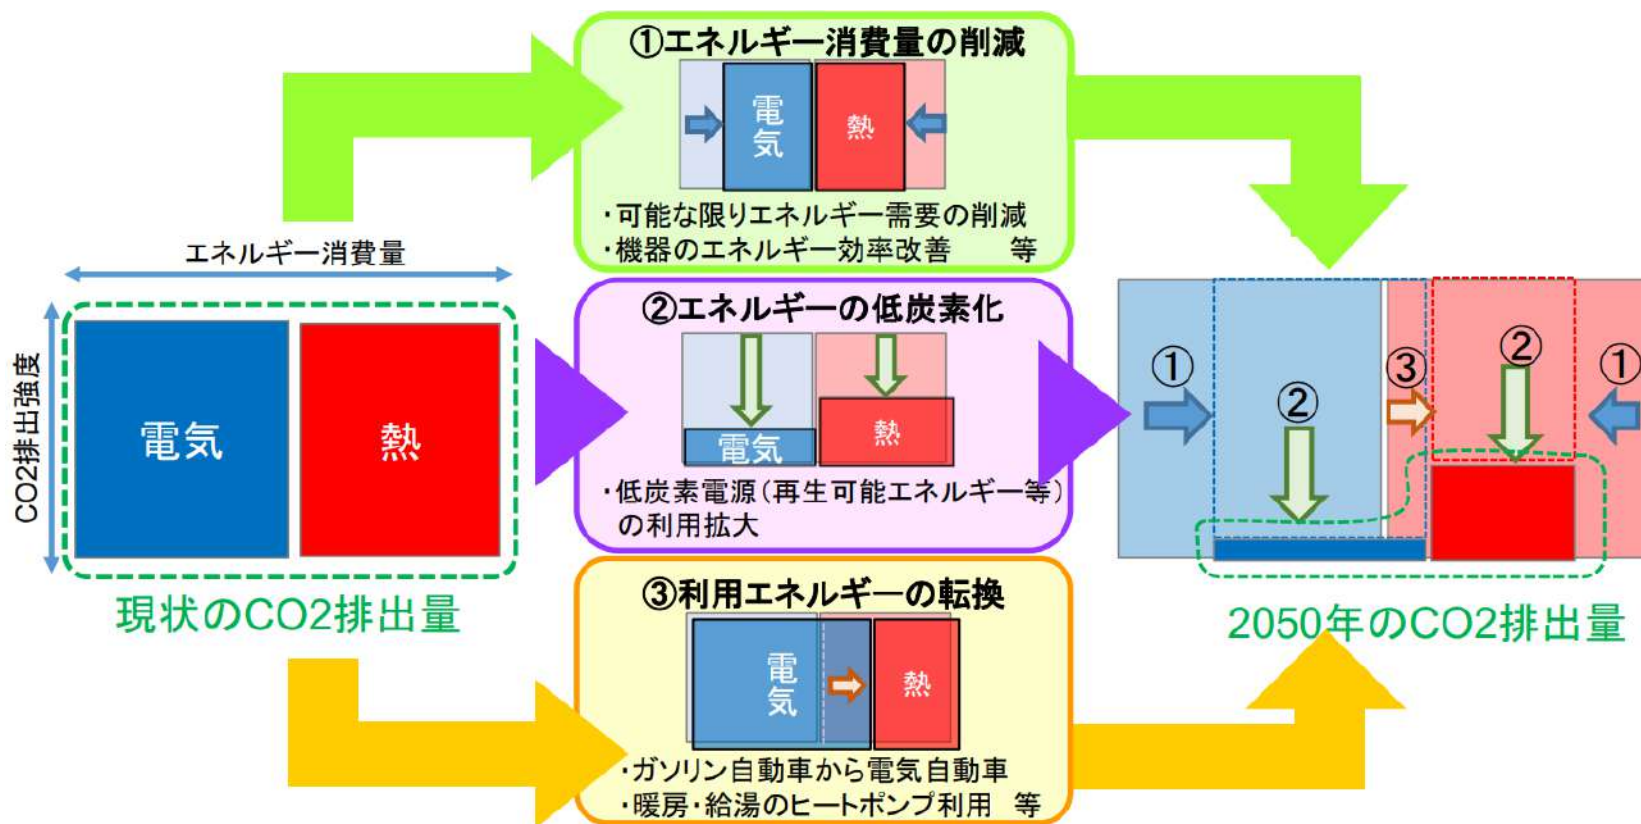 エネルギー消費量
CO2排出強度
電気
熱
現状のCO2排出量
①エネルギー消費量の削減
電気
熱
・可能な限りエネルギー需要の削減
・機器のエネルギー効率改善　等
②エネルギーの低炭素化
電気
熱
・低炭素電源(再生可能エネルギー等)
の利用拡大
③利用エネルギーの転換
電気
熱
・ガソリン自動車から電気自動車
・暖房・給湯のヒートポンプ利用　等
①
②
③
②
①
2050年のCO2排出量